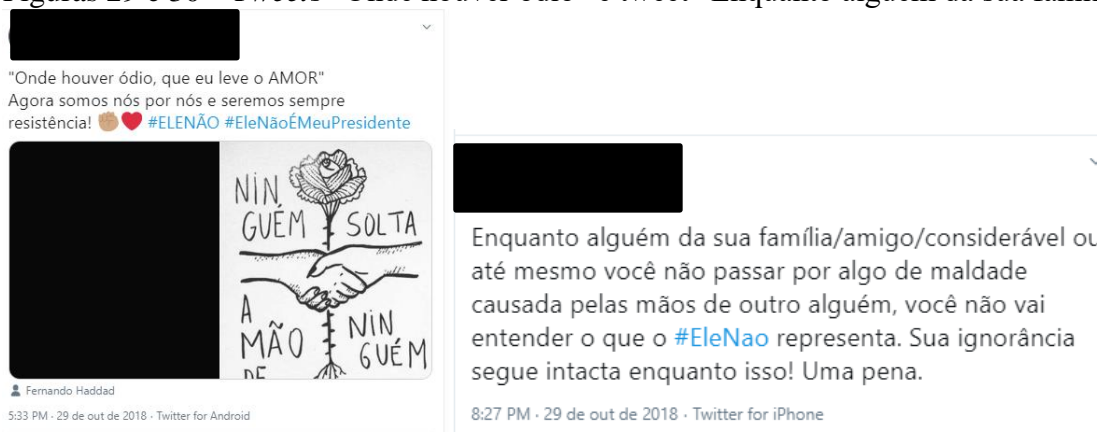 Figuras 29 e 30 – Tweets "Onde houver ódio" e tweet "Enquanto alguém da sua
"Onde houver ódio, que eu leve o AMOR"
Agora somos nós por nós e seremos sempre
resistência! ✊🏽❤️ #ELENÃO #EleNãoÉMeuPresidente
NIN
GUÉM SOLTA
A
MÃO NIN
DE GUÉM
Fernando Haddad
5:33 PM · 29 de out de 2018 · Twitter for Android
Enquanto alguém da sua família/amigo/considerável ou
até mesmo você não passar por algo de maldade
causada pelas mãos de outro alguém, você não vai
entender o que o #EleNao representa. Sua ignorância
segue intacta enquanto isso! Uma pena.
8:27 PM · 29 de out de 2018 · Twitter for iPhone